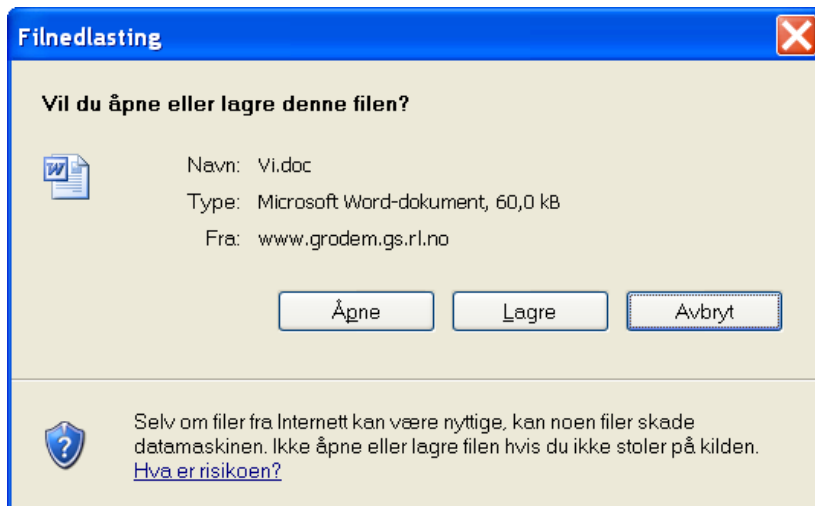 Filnedlasting
Vil du åpne eller lagre denne filen?
Navn: Vi.doc
Type: Microsoft Word-dokument, 60,0 kB
Fra: www.grodem.gs.rl.no
Åpne Lagre Avbryt
Selv om filer fra Internett kan være nyttige, kan noen filer skade
datamaskinen. Ikke åpne eller lagre filen hvis du ikke stoler på kilden.
Hva er risikoen?